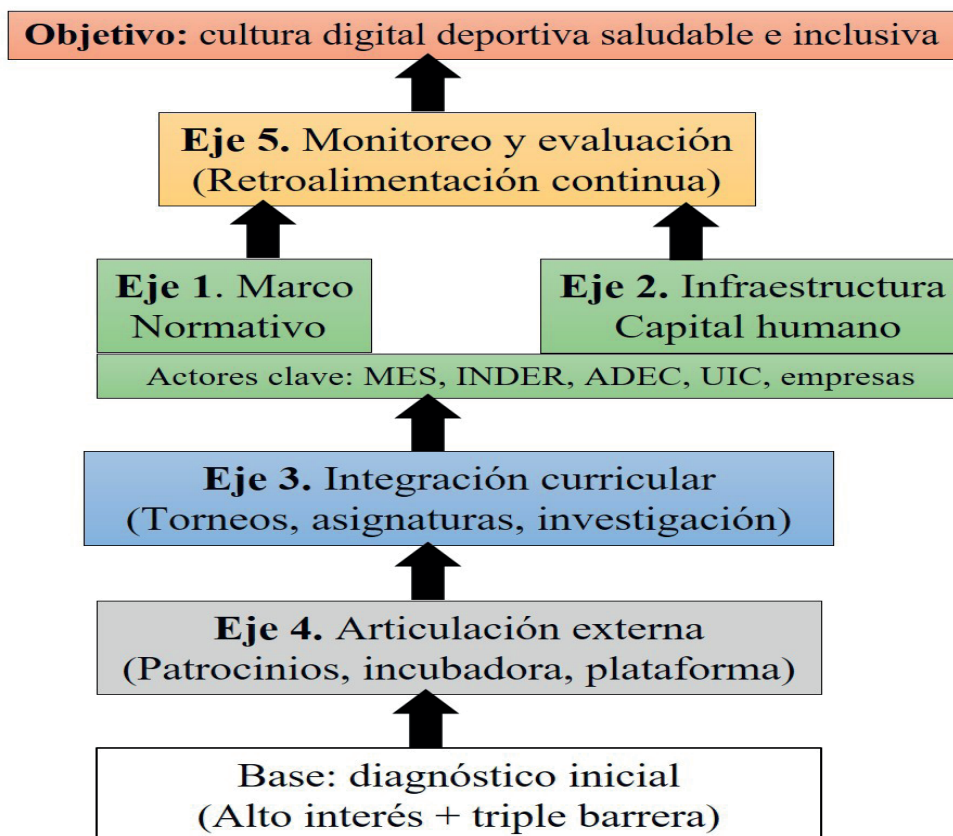 Objetivo: cultura digital deportiva saludable e inclusiva
Eje 5. Monitoreo y evaluación
(Retroalimentación continua)
Eje 1. Marco
Normativo
Eje 2. Infraestructura
Capital humano
Actores clave: MES, INDER, ADEC, UIC, empresas
Eje 3. Integración curricular
(Torneos, asignaturas, investigación)
Eje 4. Articulación externa
(Patrocinios, incubadora, plataforma)
Base: diagnóstico inicial
(Alto interés + triple barrera)